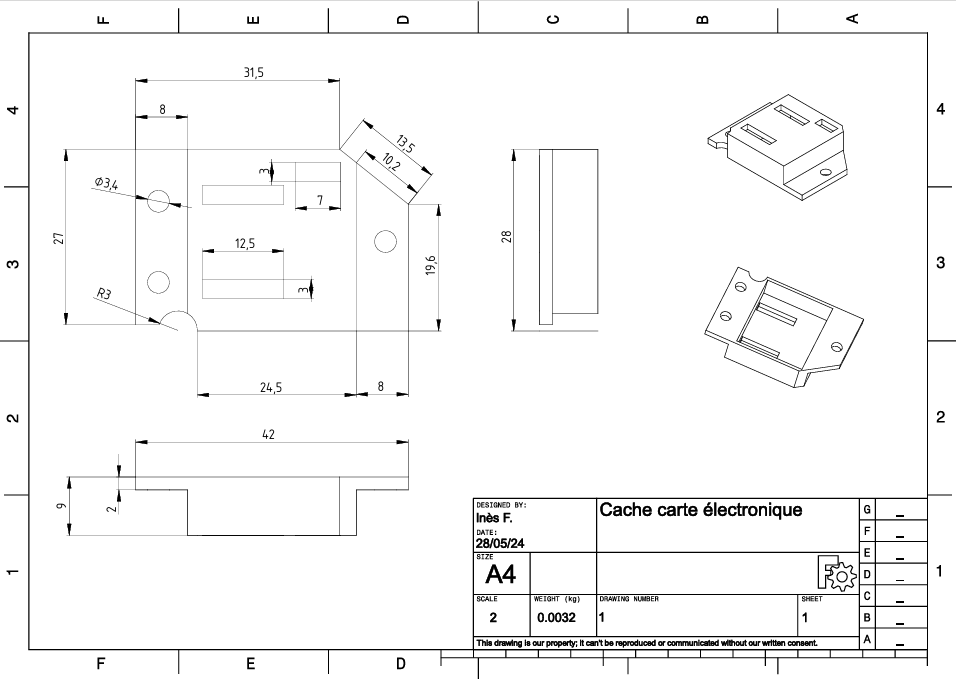 F E D C B A
31,5
8
13,5
10,2
4 4
3
Φ3,4
7
27
12,5
28
19,6
3 3
R3
3
24,5
8
2 2
42
9
2
DESIGNED BY:
Inès F.
DATE:
28/05/24
Cache carte électronique
G _
F _
E _
SIZE
A4
F
D _
1 1
SCALE
2
WEIGHT (kg)
0.0032
DRAWING NUMBER
1
SHEET
1
C _
B _
This drawing is our property; it can't be reproduced or communicated without our written consent.
A _
F E D